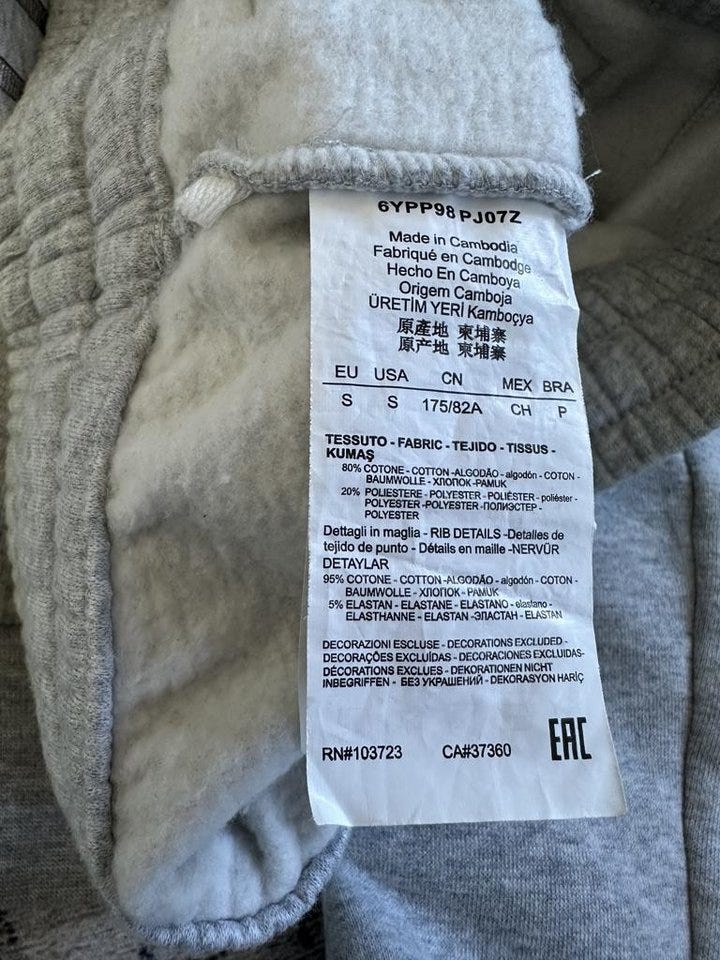 6YPP98 PJ07Z
Made in Cambodia
Fabriqué en Cambodge
Hecho En Camboya
Origem Camboja
ÜRETİM YERİ Kamboçya
原產地 柬埔寨
原产地 柬埔寨
EU USA CN MEX BRA
S S 175/82A CH P
TESSUTO - FABRIC - TEJIDO - TISSUS -
KUMAŞ
80% COTONE - COTTON -ALGODÃO - algodón - COTON -
BAUMWOLLE - ХЛОПОК -PAMUK
20% POLIESTERE - POLYESTER - POLIÉSTER - poliéster -
POLYESTER -POLYESTER -ПОЛИЭСТЕР -
POLYESTER
Dettagli in maglia - RIB DETAILS -Detalles de
tejido de punto - Détails en maille -NERVÜR
DETAYLAR
95% COTONE - COTTON -ALGODÃO - algodón - COTON -
BAUMWOLLE - ХЛОПОК - PAMUK
5% ELASTAN - ELASTANE - ELASTANO - elastano -
ELASTHANNE - ELASTAN -ЭЛАСТАН - ELASTAN
DECORAZIONI ESCLUSE - DECORATIONS EXCLUDED -
DECORAÇÕES EXCLUÍDAS - DECORACIONES EXCLUIDAS-
DÉCORATIONS EXCLUES - DEKORATIONEN NICHT
INBEGRIFFEN - БЕЗ УКРАШЕНИЙ - DEKORASYON HARİÇ
RN#103723 CA#37360 EAC